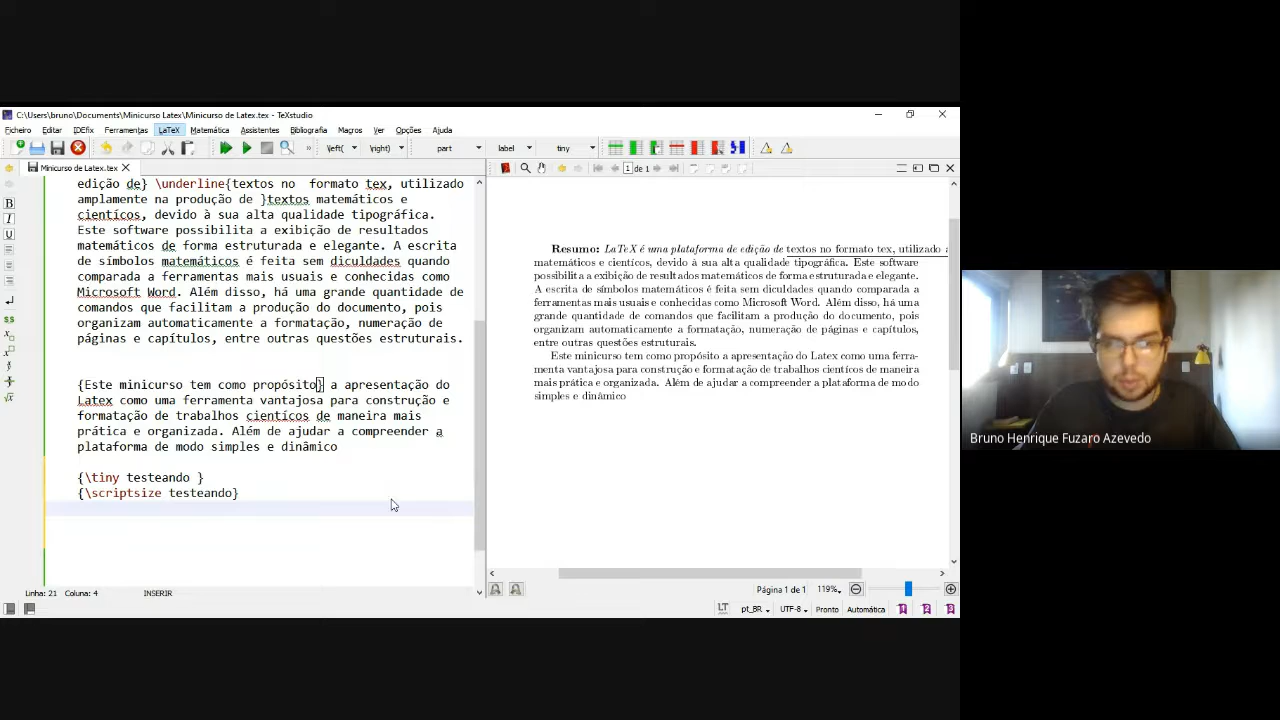 C:\Users\bruno\Documents\Minicurso Latex\Minicurso de Latex.tex - TeXstudio
Ficheiro Editar IDEfix Ferramentas LaTeX Matemática Assistentes Bibliografia Macros Ver Opções Ajuda
\left( \right) part label tiny
Minicurso de Latex.tex
1 de 1
edição de} \underline{textos no  formato tex, utilizado
amplamente na produção de }textos matemáticos e
cientícos, devido à sua alta qualidade tipográfica.
Este software possibilita a exibição de resultados
matemáticos de forma estruturada e elegante. A escrita
de símbolos matemáticos é feita sem diculdades quando
comparada a ferramentas mais usuais e conhecidas como
Microsoft Word. Além disso, há uma grande quantidade de
comandos que facilitam a produção do documento, pois
organizam automaticamente a formatação, numeração de
páginas e capítulos, entre outras questões estruturais.
{Este minicurso tem como propósito} a apresentação do
Latex como uma ferramenta vantajosa para construção e
formatação de trabalhos cientícos de maneira mais
prática e organizada. Além de ajudar a compreender a
plataforma de modo simples e dinâmico
{\tiny testeando }
{\scriptsize testeando}
Linha: 21 Coluna: 4 INSERIR
Resumo: LaTeX é uma plataforma de edição de textos no formato tex, utilizado a
matemáticos e cientícos, devido à sua alta qualidade tipográfica. Este software
possibilita a exibição de resultados matemáticos de forma estruturada e elegante.
A escrita de símbolos matemáticos é feita sem diculdades quando comparada a
ferramentas mais usuais e conhecidas como Microsoft Word. Além disso, há uma
grande quantidade de comandos que facilitam a produção do documento, pois
organizam automaticamente a formatação, numeração de páginas e capítulos,
entre outras questões estruturais.
Este minicurso tem como propósito a apresentação do Latex como uma ferra-
menta vantajosa para construção e formatação de trabalhos cientícos de maneira
mais prática e organizada. Além de ajudar a compreender a plataforma de modo
simples e dinâmico
Página 1 de 1 119%
LT pt_BR UTF-8 Pronto Automática
Bruno Henrique Fuzaro Azevedo